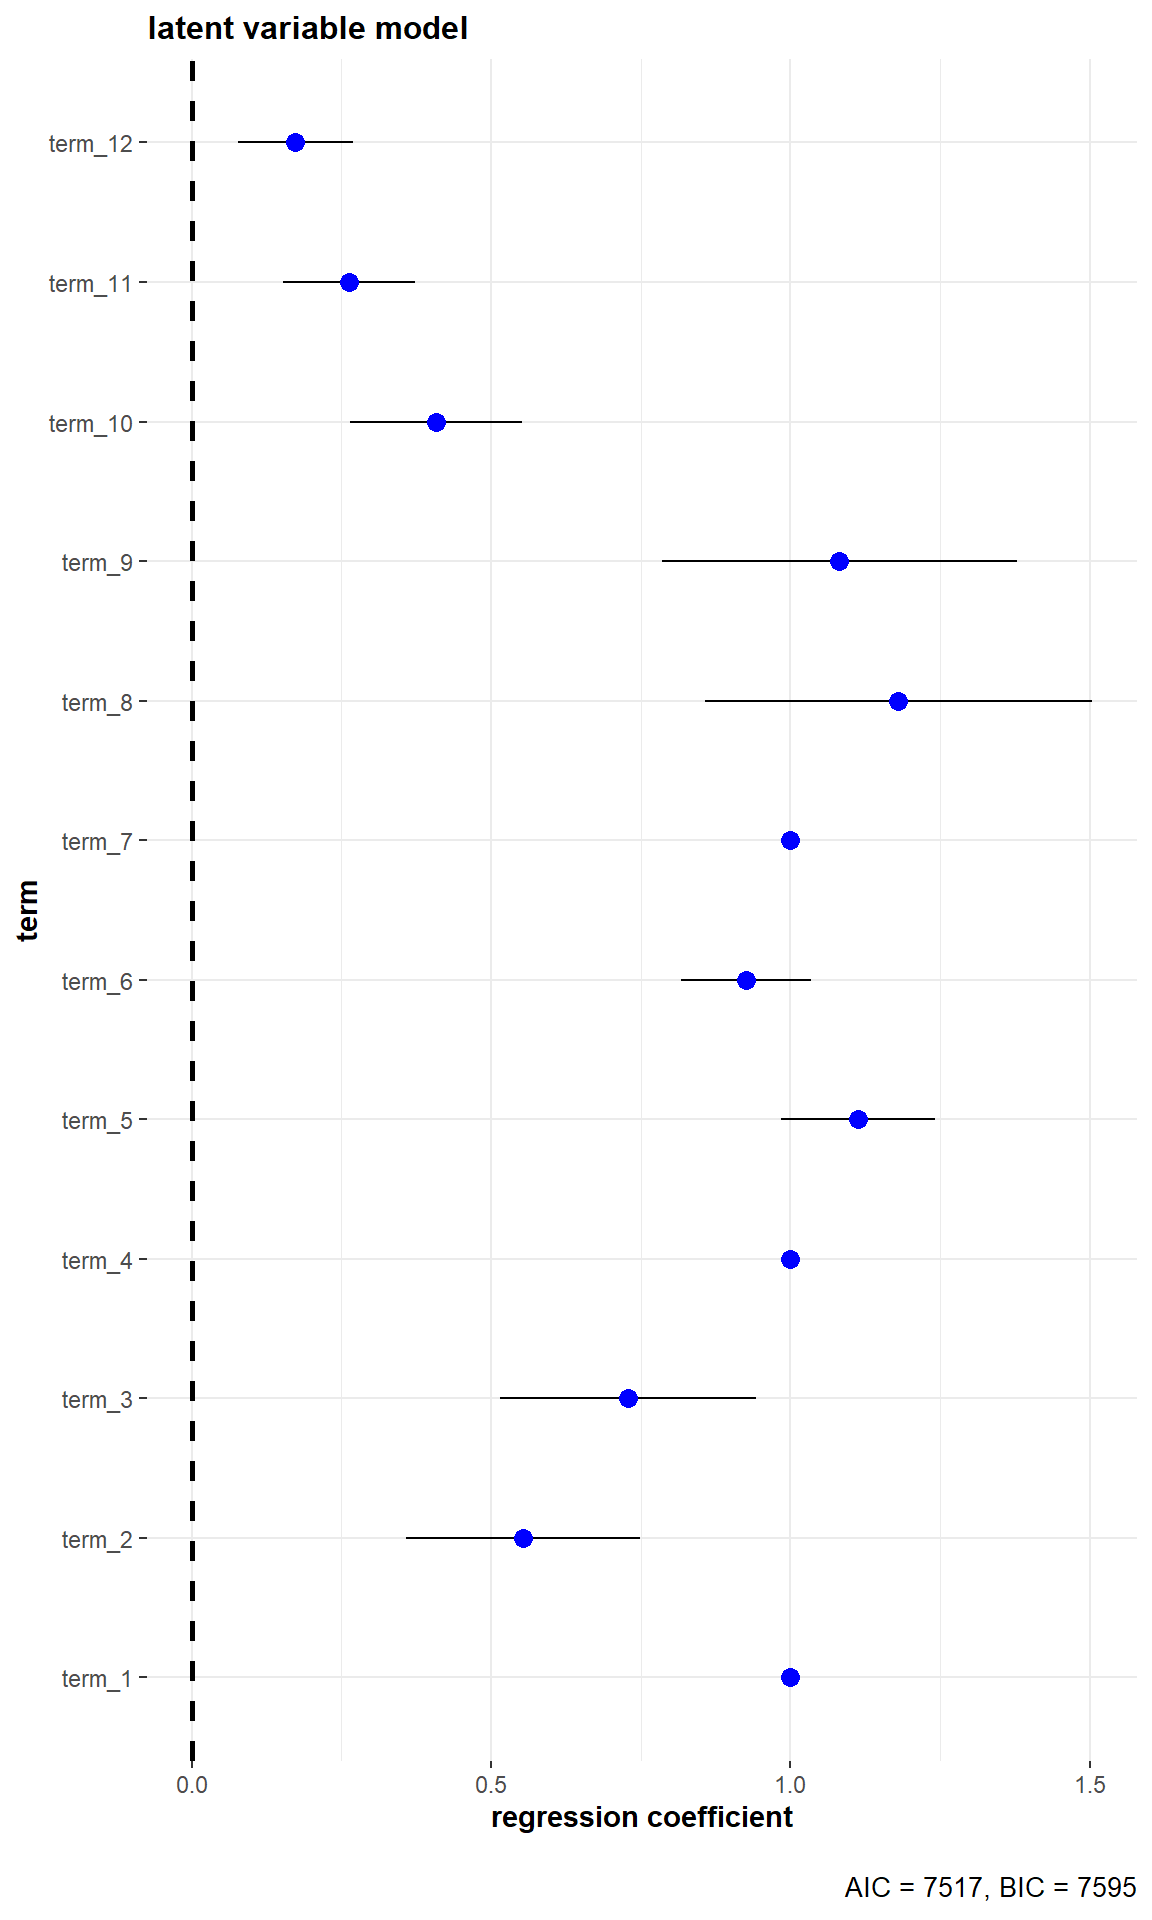 latent variable model
term_12
term_11
term_10
term_9
term_8
term_7
term_6
term_5
term_4
term_3
term_2
term_1
term
0.0 0.5 1.0 1.5
regression coefficient
AIC = 7517, BIC = 7595